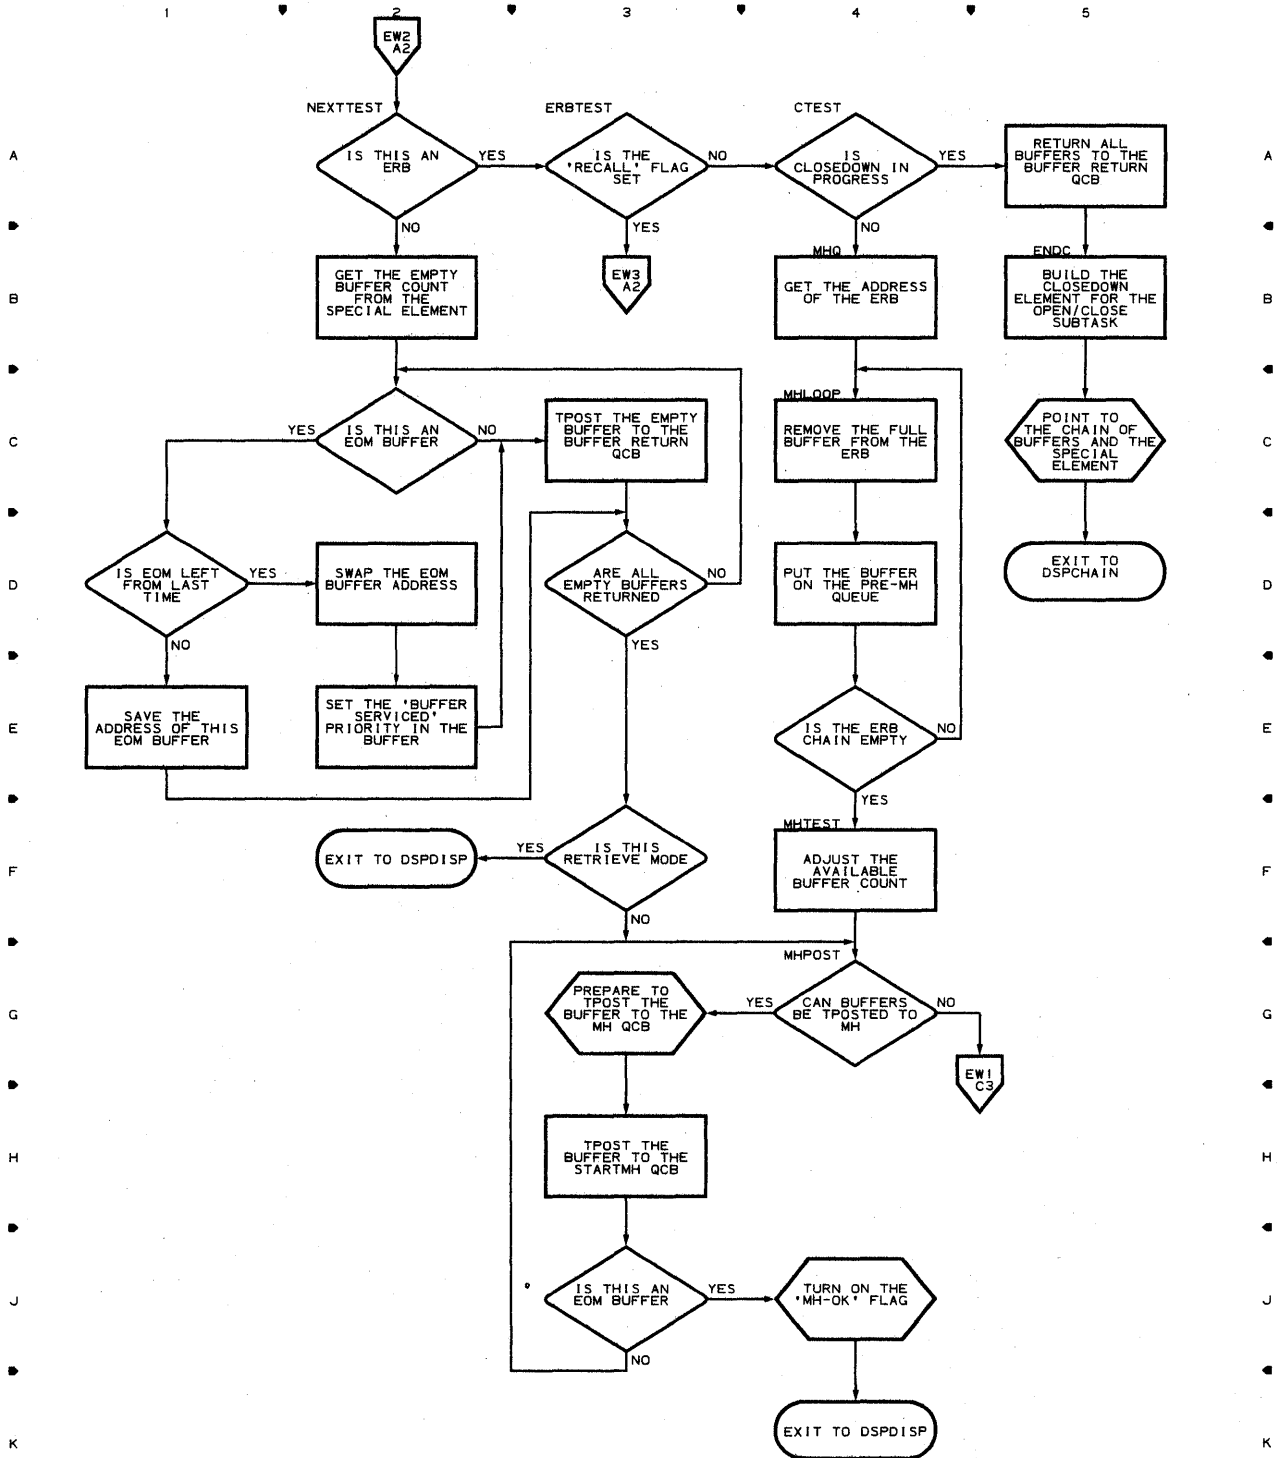 1 2 3 4 5
EW2
A2
NEXTTEST
ERBTEST
CTEST
A
IS THIS AN
ERB
YES
IS THE
'RECALL' FLAG
SET
NO
IS
CLOSEDOWN IN
PROGRESS
YES
RETURN ALL
BUFFERS TO THE
BUFFER RETURN
QCB
A
NO
YES
NO
MHQ
ENDC
B
GET THE EMPTY
BUFFER COUNT
FROM THE
SPECIAL ELEMENT
EW3
A2
GET THE ADDRESS
OF THE ERB
BUILD THE
CLOSEDOWN
ELEMENT FOR THE
OPEN/CLOSE
SUBTASK
B
MHLOOP
C
YES
IS THIS AN
EOM BUFFER
NO
TPOST THE EMPTY
BUFFER TO THE
BUFFER RETURN
QCB
REMOVE THE FULL
BUFFER FROM THE
ERB
POINT TO
THE CHAIN OF
BUFFERS AND THE
SPECIAL
ELEMENT
C
D
IS EOM LEFT
FROM LAST
TIME
YES
SWAP THE EOM
BUFFER ADDRESS
ARE ALL
EMPTY BUFFERS
RETURNED
NO
PUT THE BUFFER
ON THE PRE-MH
QUEUE
EXIT TO
DSPCHAIN
D
NO
YES
E
SAVE THE
ADDRESS OF THIS
EOM BUFFER
SET THE 'BUFFER
SERVICED'
PRIORITY IN THE
BUFFER
IS THE ERB
CHAIN EMPTY
NO
E
YES
MHTEST
F
EXIT TO DSPDISP
YES
IS THIS
RETRIEVE MODE
ADJUST THE
AVAILABLE
BUFFER COUNT
F
NO
MHPOST
G
PREPARE TO
TPOST THE
BUFFER TO THE
MH QCB
YES
CAN BUFFERS
BE TPOSTED TO
MH
NO
G
EW1
C3
H
TPOST THE
BUFFER TO THE
STARTMH QCB
H
J
IS THIS AN
EOM BUFFER
YES
TURN ON THE
'MH-OK' FLAG
J
NO
K
EXIT TO DSPDISP
K